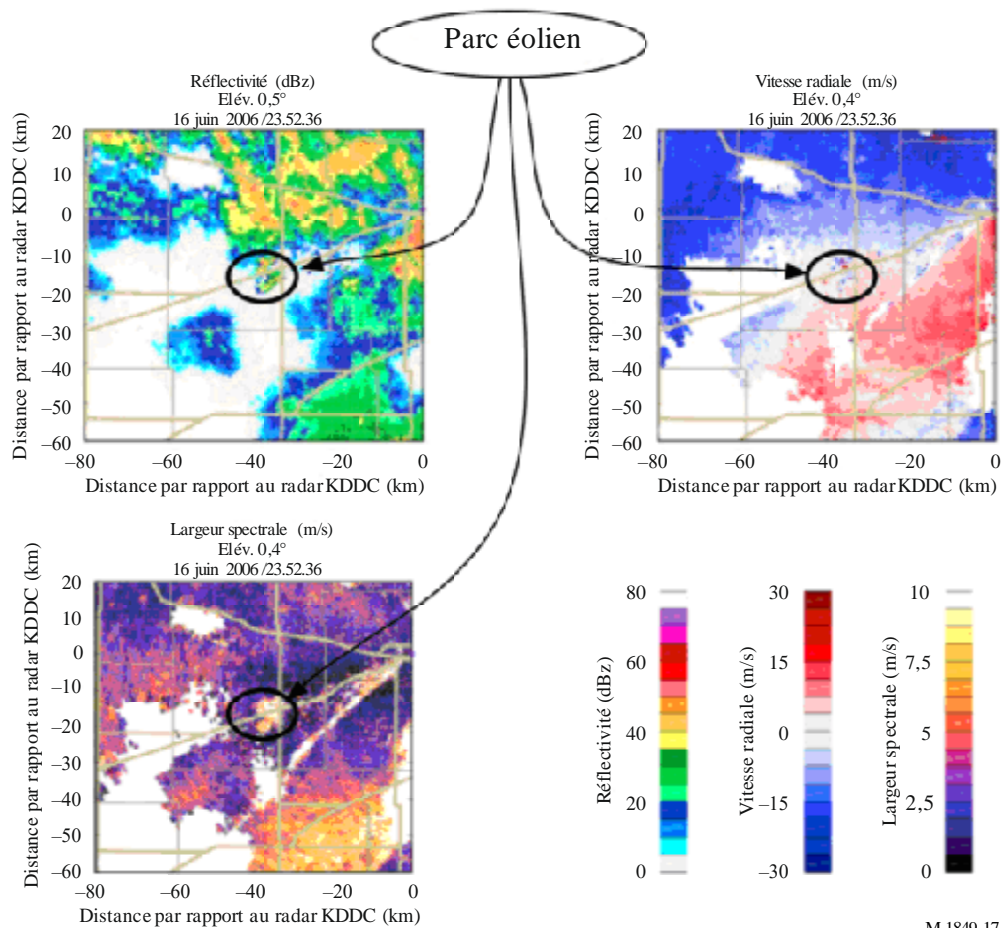 Parc éolien
Réflectivité (dBz)
Elév. 0,5°
16 juin 2006 /23.52.36
Distance par rapport au radar KDDC (km)
20
10
0
–10
–20
–30
–40
–50
–60
–80
–60
–40
–20
0
Distance par rapport au radar KDDC (km)
Vitesse radiale (m/s)
Elév. 0,4°
16 juin 2006 /23.52.36
Distance par rapport au radar KDDC (km)
20
10
0
–10
–20
–30
–40
–50
–60
–80
–60
–40
–20
0
Distance par rapport au radar KDDC (km)
Largeur spectrale (m/s)
Elév. 0,4°
16 juin 2006 /23.52.36
Distance par rapport au radar KDDC (km)
20
10
0
–10
–20
–30
–40
–50
–60
–80
–60
–40
–20
0
Distance par rapport au radar KDDC (km)
Réflectivité (dBz)
80
60
40
20
0
Vitesse radiale (m/s)
30
15
0
–15
–30
Largeur spectrale (m/s)
10
7,5
5
2,5
0
M.1849-17